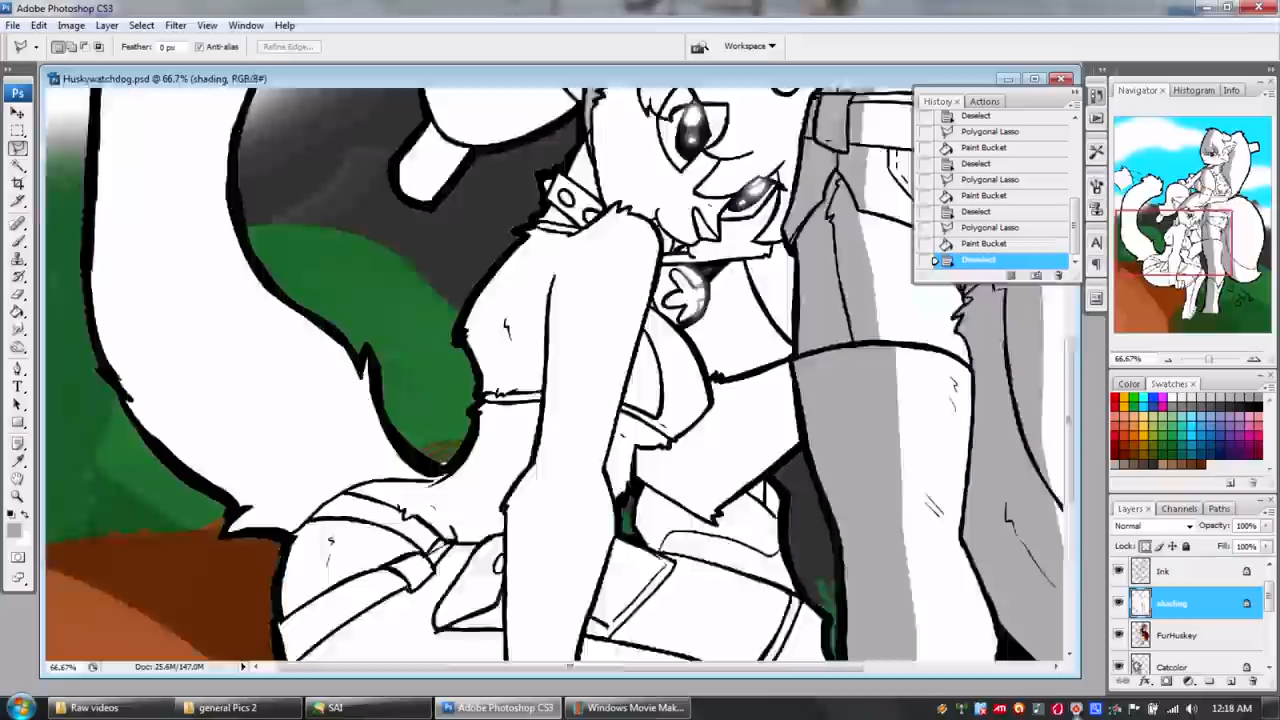 Adobe Photoshop CS3
File Edit Image Layer Select Filter View Window Help
Feather: 0 px Anti-alias Refine Edge... Workspace
Huskywatchdog.psd @ 66.7% (shading, RGB/8#)
Ps
History Actions
Deselect
Polygonal Lasso
Paint Bucket
Deselect
Polygonal Lasso
Paint Bucket
Deselect
Polygonal Lasso
Paint Bucket
Deselect
Navigator Histogram Info
66.67%
Color Swatches
Layers Channels Paths
Normal Opacity: 100%
Lock: Fill: 100%
Ink
shading
FurHuskey
Catcolor
66.67% Doc: 25.6M/147.0M
Raw videos general Pics 2 SAI Adobe Photoshop CS3 Windows Movie Mak... 12:18 AM